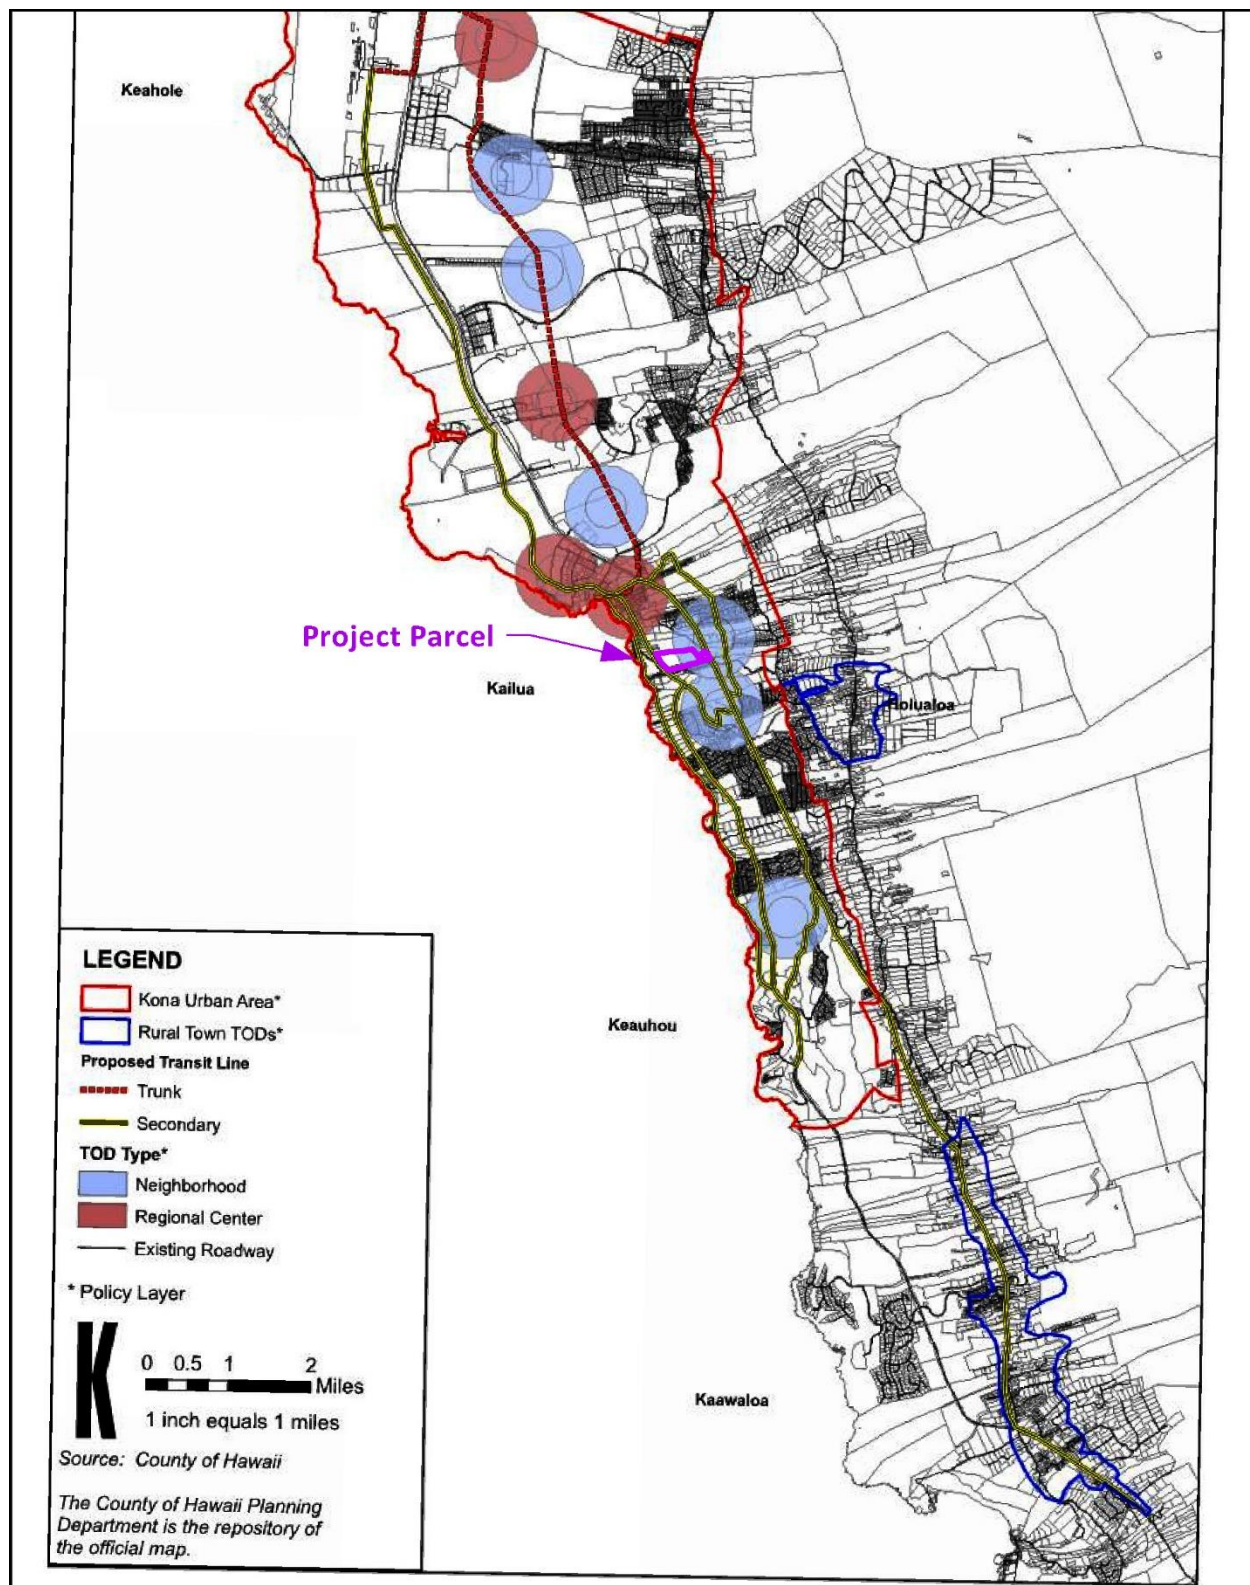 Keahole
Project Parcel
Kailua
Holualoa
Keauhou
Kaawaloa
LEGEND
Kona Urban Area*
Rural Town TODs*
Proposed Transit Line
Trunk
Secondary
TOD Type*
Neighborhood
Regional Center
Existing Roadway
* Policy Layer
K
0 0.5 1 2
Miles
1 inch equals 1 miles
Source: County of Hawaii
The County of Hawaii Planning
Department is the repository of
the official map.